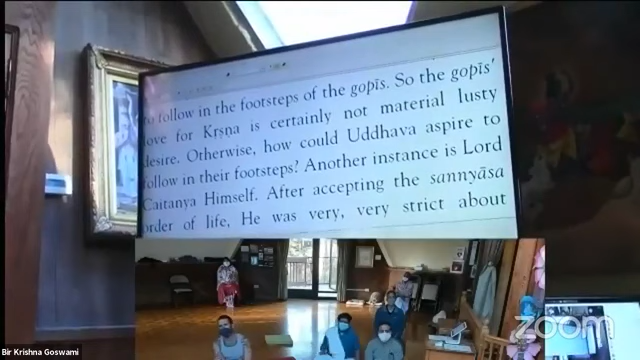 to follow in the footsteps of the gopīs. So the gopīs'
love for Kṛṣṇa is certainly not material lusty
desire. Otherwise, how could Uddhava aspire to
follow in their footsteps? Another instance is Lord
Caitanya Himself. After accepting the sannyāsa
order of life, He was very, very strict about
zoom
Bir Krishna Goswami